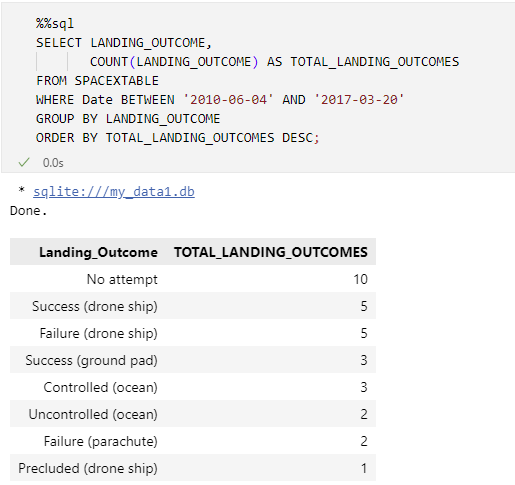 %%sql
SELECT LANDING_OUTCOME,
COUNT(LANDING_OUTCOME) AS TOTAL_LANDING_OUTCOMES
FROM SPACEXTABLE
WHERE Date BETWEEN '2010-06-04' AND '2017-03-20'
GROUP BY LANDING_OUTCOME
ORDER BY TOTAL_LANDING_OUTCOMES DESC;
0.0s
* sqlite:///my_data1.db
Done.
Landing_Outcome TOTAL_LANDING_OUTCOMES
No attempt 10
Success (drone ship) 5
Failure (drone ship) 5
Success (ground pad) 3
Controlled (ocean) 3
Uncontrolled (ocean) 2
Failure (parachute) 2
Precluded (drone ship) 1